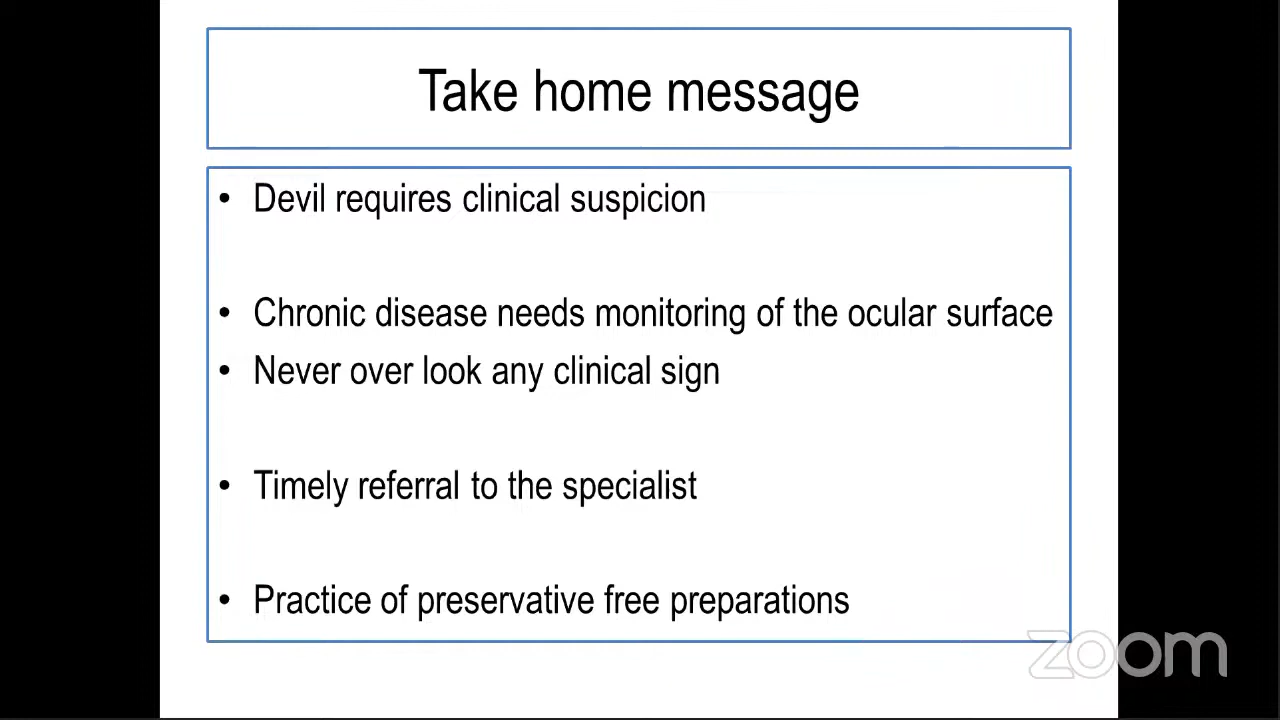 Take home message
• Devil requires clinical suspicion
• Chronic disease needs monitoring of the ocular surface
• Never over look any clinical sign
• Timely referral to the specialist
• Practice of preservative free preparations
zoom